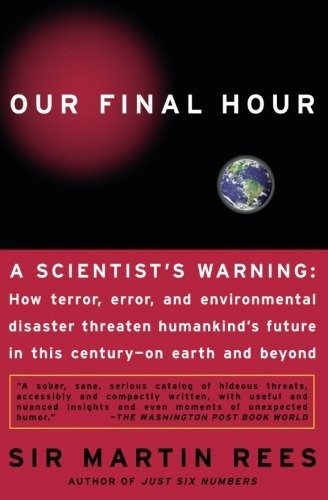 OUR FINAL HOUR
A SCIENTIST'S WARNING:
How terror, error, and environmental
disaster threaten humankind's future
in this century—on earth and beyond
"A sober, sane, serious catalog of hideous threats,
accessibly and compactly written, with useful and
nuanced insights and even moments of unexpected
humor." —THE WASHINGTON POST BOOK WORLD
SIR MARTIN REES
AUTHOR OF JUST SIX NUMBERS